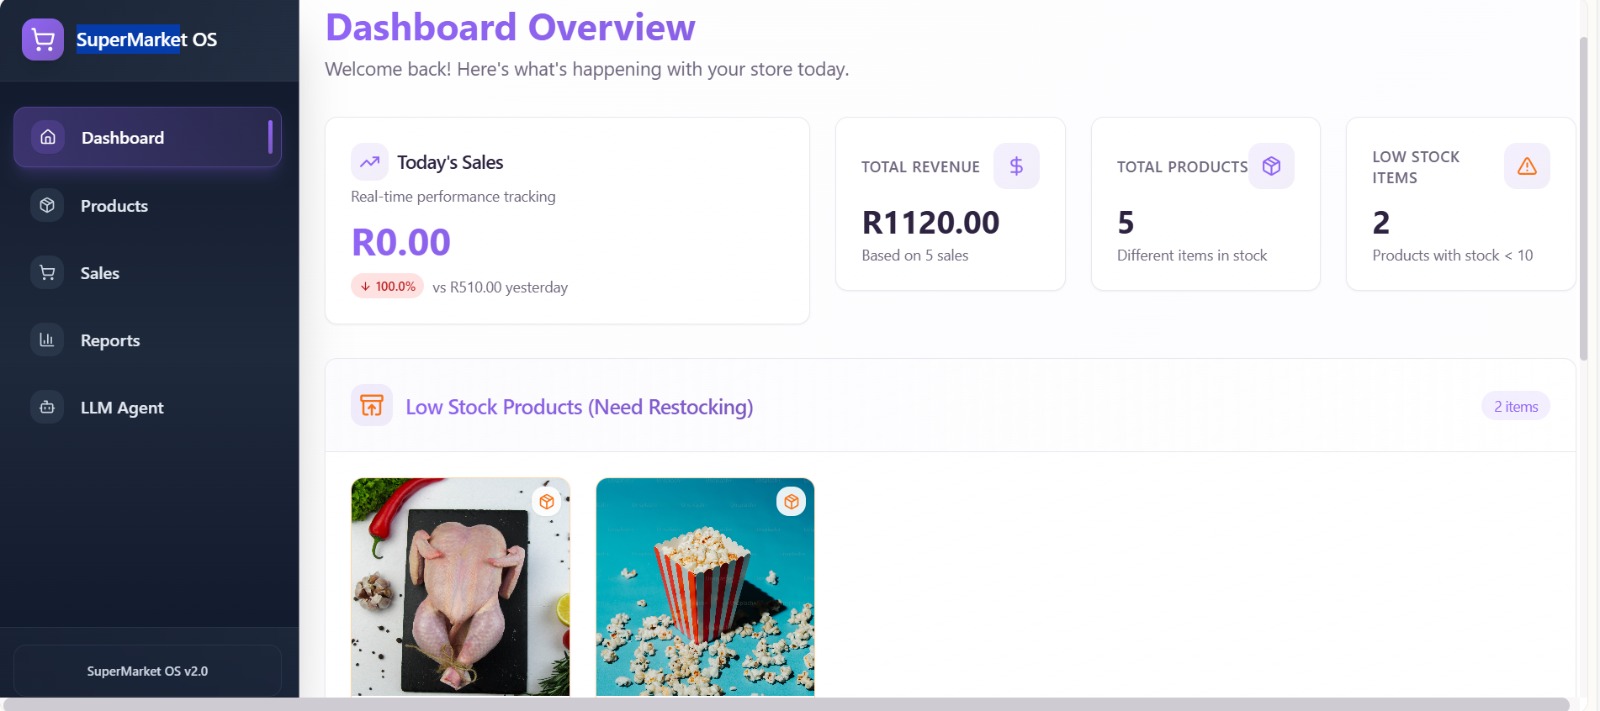 SuperMarket OS
Dashboard
Products
Sales
Reports
LLM Agent
SuperMarket OS v2.0
Dashboard Overview
Welcome back! Here's what's happening with your store today.
Today's Sales
Real-time performance tracking
R0.00
↓ 100.0% vs R510.00 yesterday
TOTAL REVENUE
R1120.00
Based on 5 sales
TOTAL PRODUCTS
5
Different items in stock
LOW STOCK
ITEMS
2
Products with stock < 10
Low Stock Products (Need Restocking)
2 items